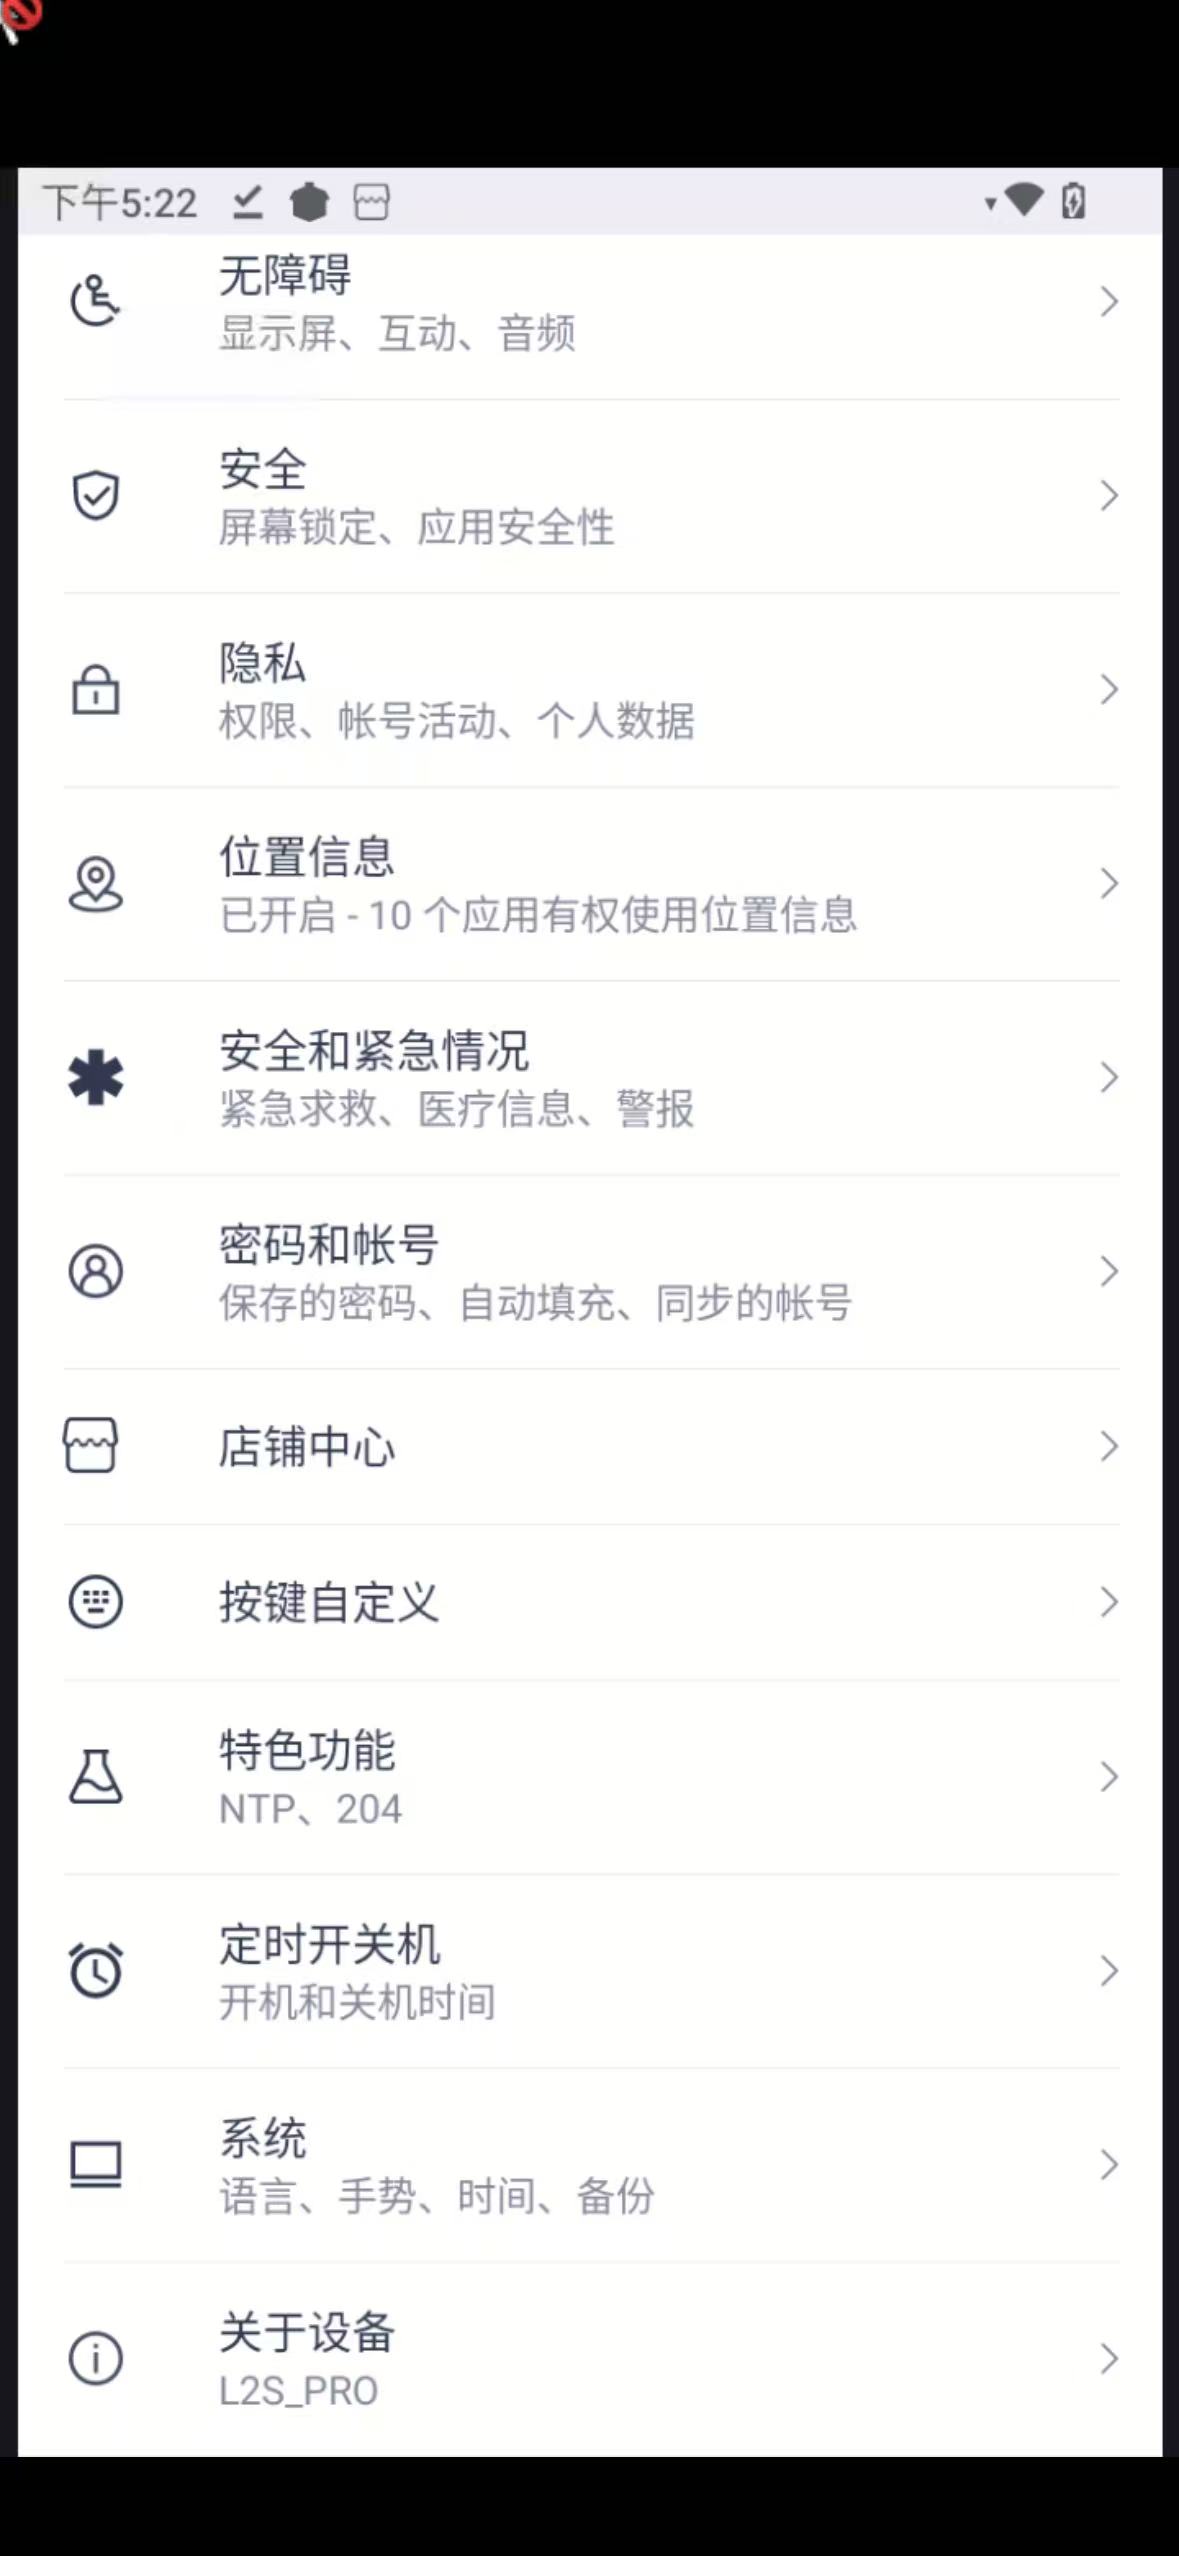 下午5:22
无障碍
显示屏、互动、音频
安全
屏幕锁定、应用安全性
隐私
权限、帐号活动、个人数据
位置信息
已开启 - 10 个应用有权使用位置信息
安全和紧急情况
紧急求救、医疗信息、警报
密码和帐号
保存的密码、自动填充、同步的帐号
店铺中心
按键自定义
特色功能
NTP、204
定时开关机
开机和关机时间
系统
语言、手势、时间、备份
关于设备
L2S_PRO